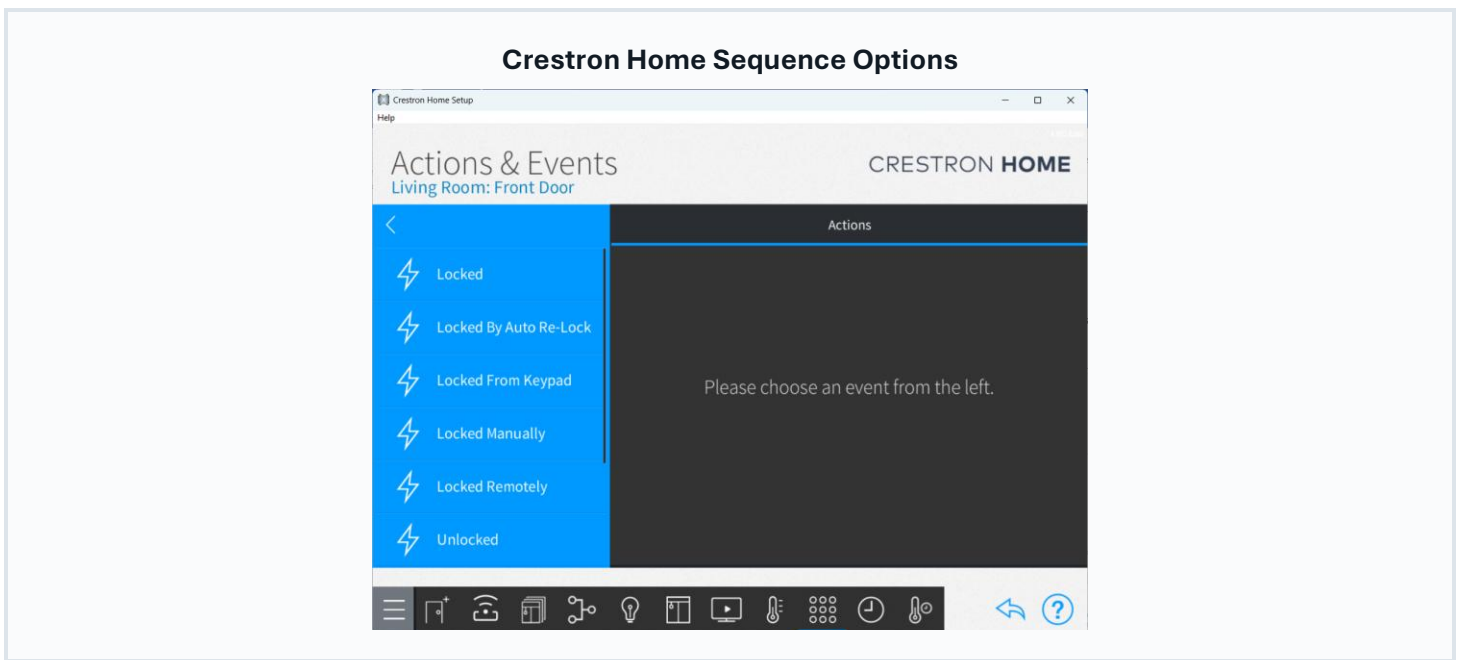 Crestron Home Sequence Options
Crestron Home Setup
Help
Actions & Events
CRESTRON HOME
Living Room: Front Door
Actions
Locked
Locked By Auto Re-Lock
Locked From Keypad
Please choose an event from the left.
Locked Manually
Locked Remotely
Unlocked
?